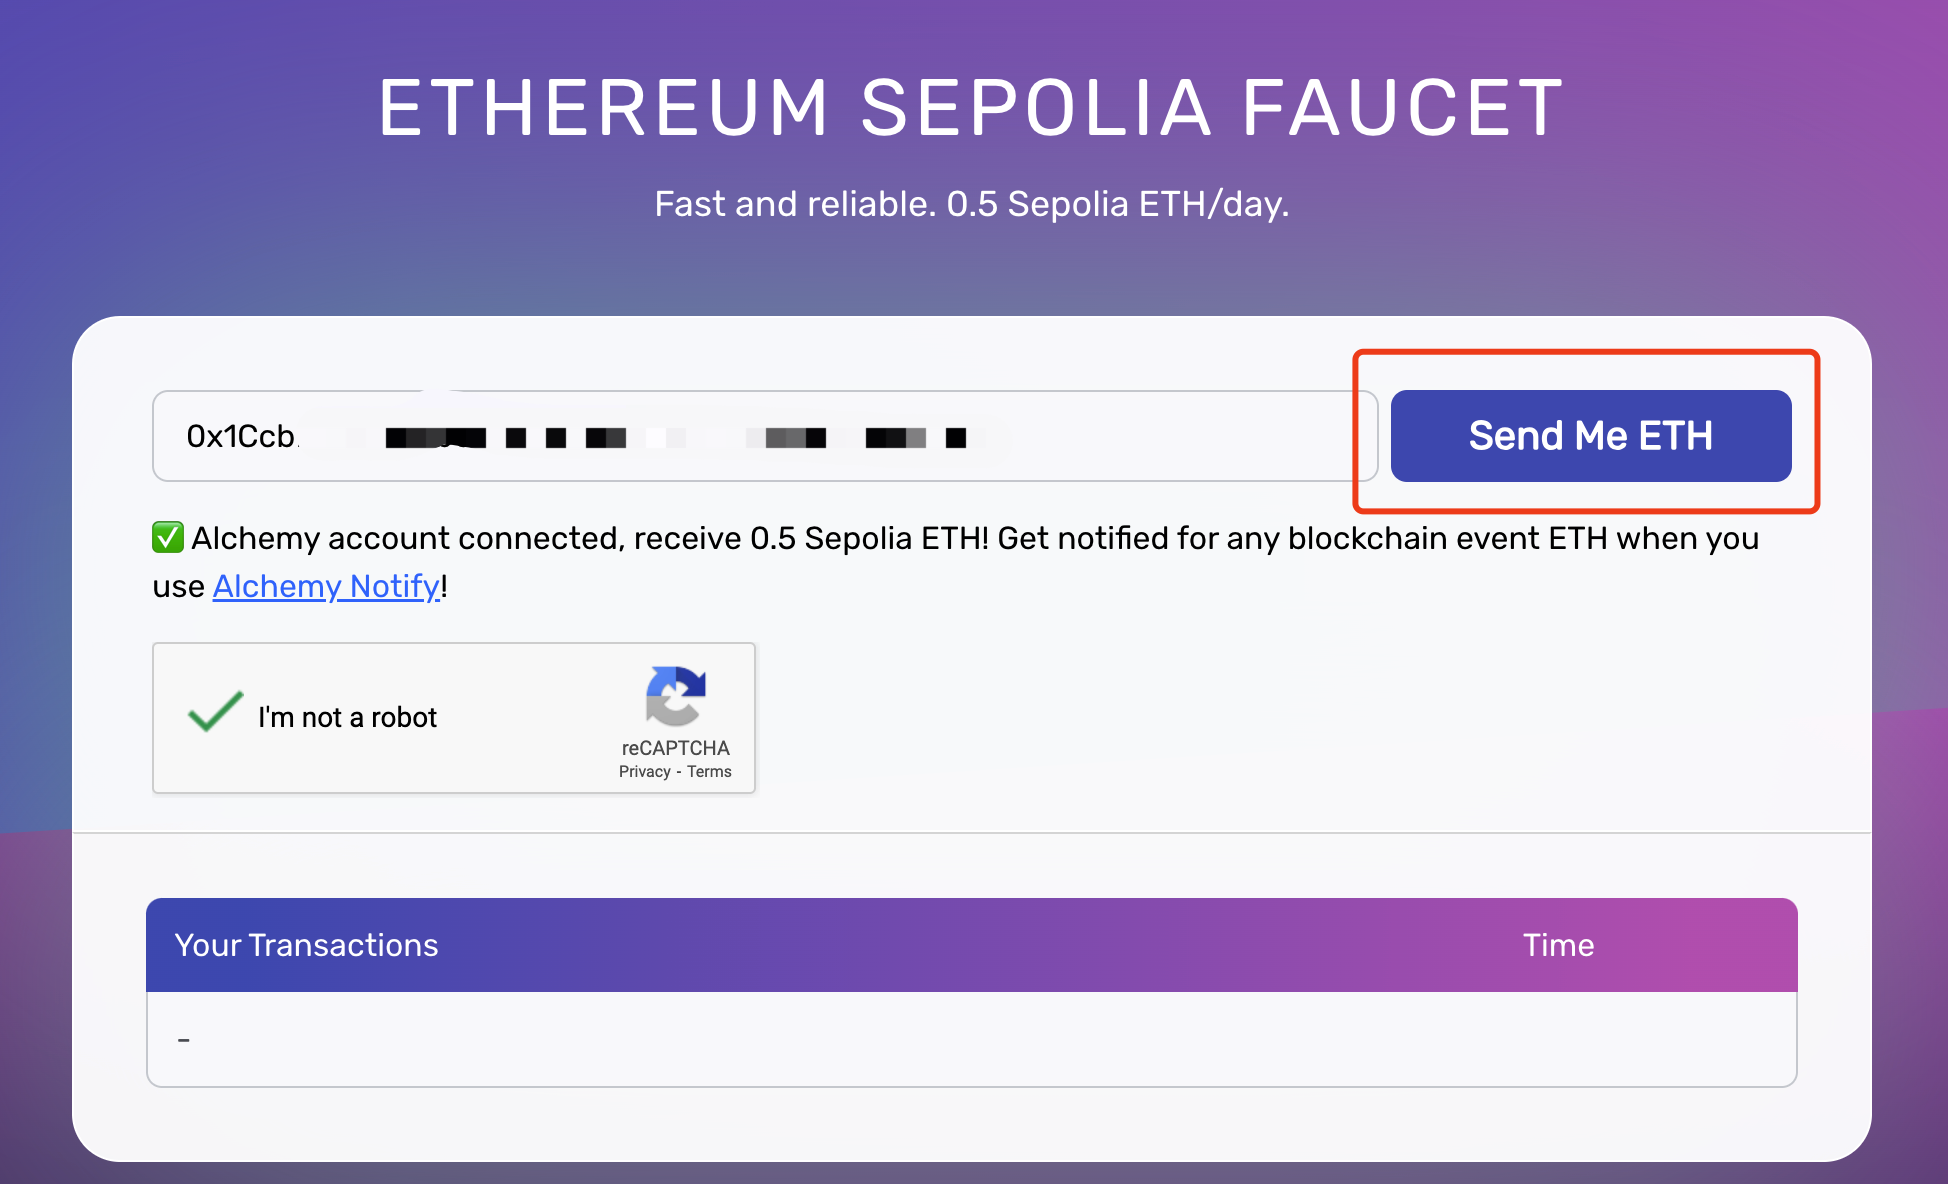 ETHEREUM SEPOLIA FAUCET
Fast and reliable. 0.5 Sepolia ETH/day.
0x1Ccb
Send Me ETH
✅ Alchemy account connected, receive 0.5 Sepolia ETH! Get notified for any blockchain event ETH when you
use Alchemy Notify!
I'm not a robot
reCAPTCHA
Privacy - Terms
Your Transactions
Time
-